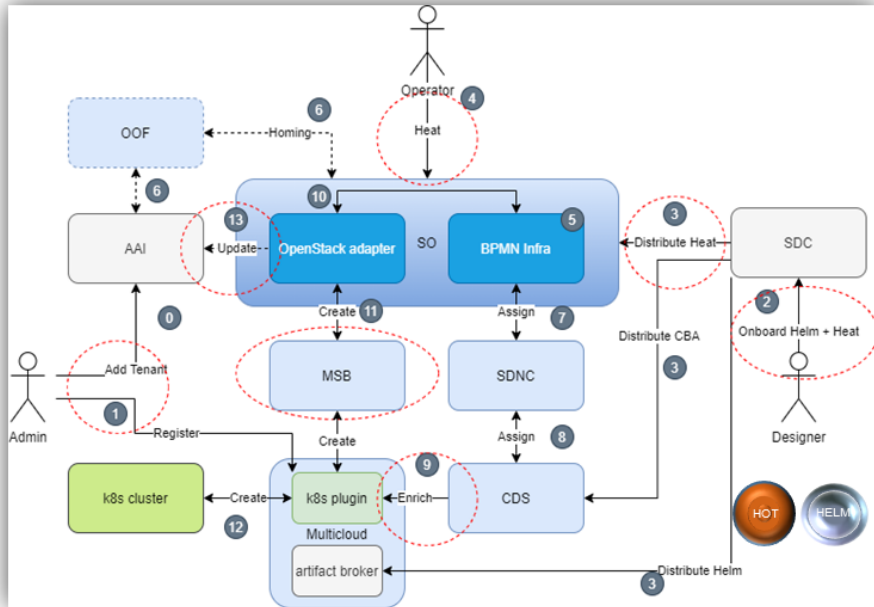 Operator
4
Heat
OOF
6
Homing
6
10
13
3
AAI
Update
OpenStack adapter
SO
BPMN Infra
5
Distribute Heat
SDC
0
Create
11
Assign
7
2
Onboard Helm + Heat
Distribute CBA
3
Add Tenant
MSB
SDNC
1
Admin
Designer
Register
Create
Assign
8
9
k8s cluster
Create
k8s plugin
Enrich
CDS
12
Multicloud
HOT
HELM
artifact broker
3
Distribute Helm